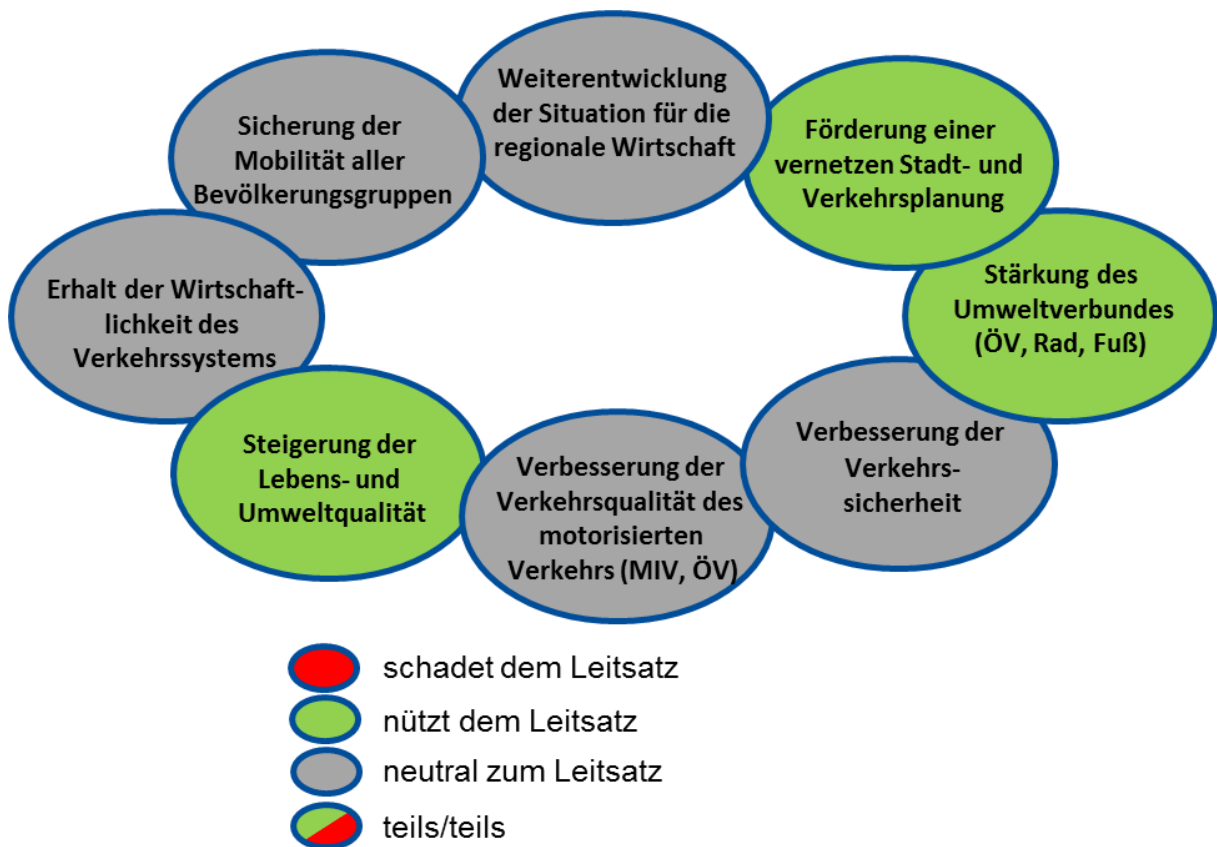 Weiterentwicklung
der Situation für die
regionale Wirtschaft
Förderung einer
vernetzen Stadt- und
Verkehrsplanung
Stärkung des
Umweltverbundes
(ÖV, Rad, Fuß)
Verbesserung der
Verkehrs-
sicherheit
Verbesserung der
Verkehrsqualität des
motorisierten
Verkehrs (MIV, ÖV)
Steigerung der
Lebens- und
Umweltqualität
Erhalt der Wirtschaft-
lichkeit des
Verkehrssystems
Sicherung der
Mobilität aller
Bevölkerungsgruppen
schadet dem Leitsatz
nützt dem Leitsatz
neutral zum Leitsatz
teils/teils